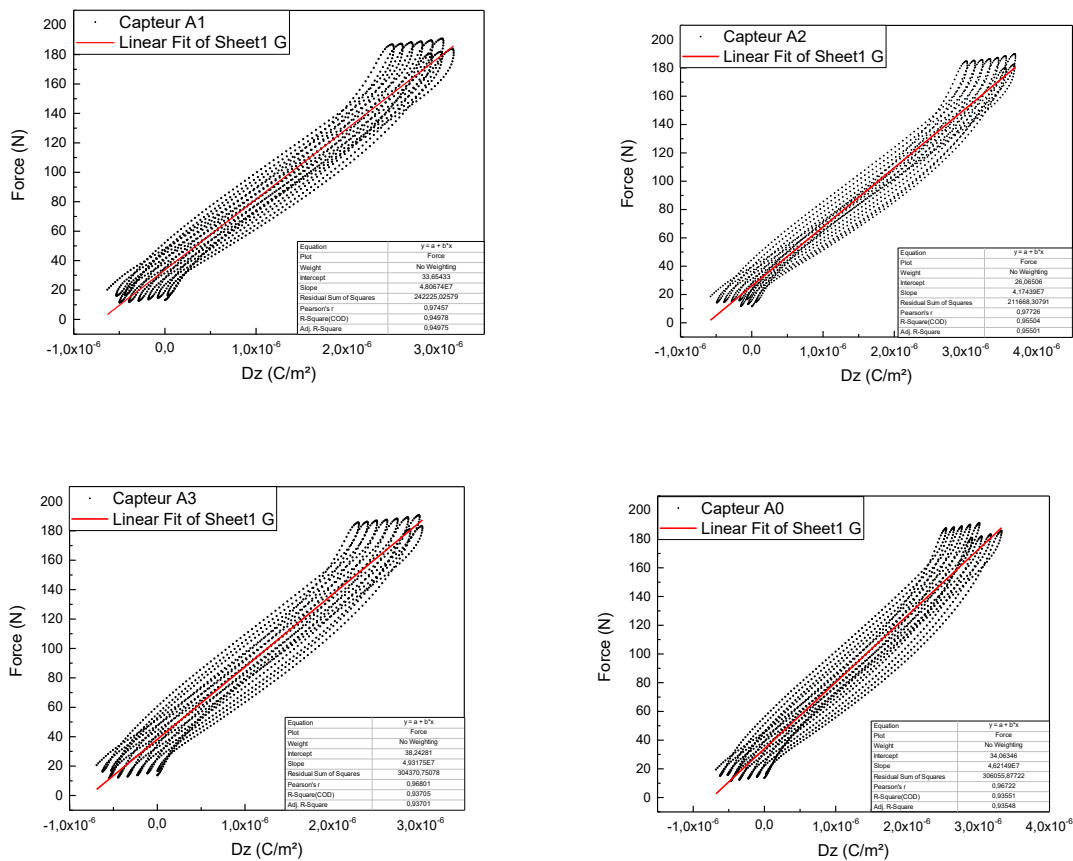 Capteur A1
Linear Fit of Sheet1 G
200
180
160
140
120
100
80
60
40
20
0
Force (N)
-1,0x10⁻⁶ 0,0 1,0x10⁻⁶ 2,0x10⁻⁶ 3,0x10⁻⁶
Dz (C/m²)
Equation y = a + b*x
Plot Force
Weight No Weighting
Intercept 33,65433
Slope 4,80674E7
Residual Sum of Squares 242225,02579
Pearson's r 0,97457
R-Square(COD) 0,94978
Adj. R-Square 0,94975
Capteur A2
Linear Fit of Sheet1 G
200
180
160
140
120
100
80
60
40
20
0
Force (N)
-1,0x10⁻⁶ 0,0 1,0x10⁻⁶ 2,0x10⁻⁶ 3,0x10⁻⁶ 4,0x10⁻⁶
Dz (C/m²)
Equation y = a + b*x
Plot Force
Weight No Weighting
Intercept 26,06506
Slope 4,17439E7
Residual Sum of Squares 211668,30791
Pearson's r 0,97726
R-Square(COD) 0,95504
Adj. R-Square 0,95501
Capteur A3
Linear Fit of Sheet1 G
200
180
160
140
120
100
80
60
40
20
0
Force (N)
-1,0x10⁻⁶ 0,0 1,0x10⁻⁶ 2,0x10⁻⁶ 3,0x10⁻⁶
Dz (C/m²)
Equation y = a + b*x
Plot Force
Weight No Weighting
Intercept 38,24281
Slope 4,93175E7
Residual Sum of Squares 304370,75078
Pearson's r 0,96801
R-Square(COD) 0,93705
Adj. R-Square 0,93701
Capteur A0
Linear Fit of Sheet1 G
200
180
160
140
120
100
80
60
40
20
0
Force (N)
-1,0x10⁻⁶ 0,0 1,0x10⁻⁶ 2,0x10⁻⁶ 3,0x10⁻⁶ 4,0x10⁻⁶
Dz (C/m²)
Equation y = a + b*x
Plot Force
Weight No Weighting
Intercept 34,06346
Slope 4,62149E7
Residual Sum of Squares 306055,87722
Pearson's r 0,96722
R-Square(COD) 0,93551
Adj. R-Square 0,93548